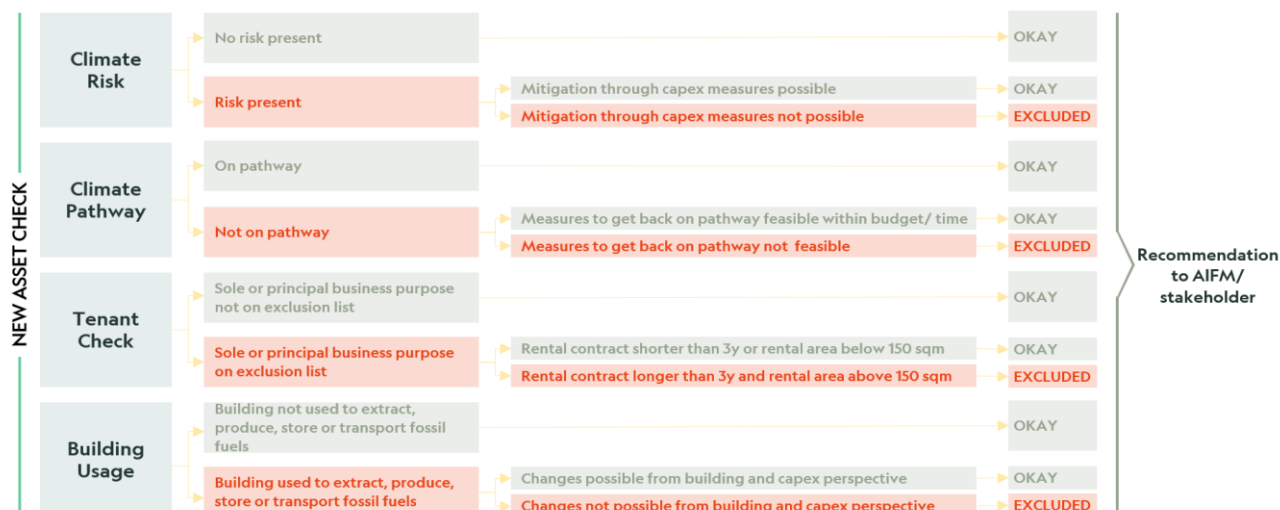 NEW ASSET CHECK
Climate
Risk
No risk present
OKAY
Risk present
Mitigation through capex measures possible
OKAY
Mitigation through capex measures not possible
EXCLUDED
Climate
Pathway
On pathway
OKAY
Not on pathway
Measures to get back on pathway feasible within budget/ time
OKAY
Measures to get back on pathway not  feasible
EXCLUDED
Tenant
Check
Sole or principal business purpose
not on exclusion list
OKAY
Sole or principal business purpose
on exclusion list
Rental contract shorter than 3y or rental area below 150 sqm
OKAY
Rental contract longer than 3y and rental area above 150 sqm
EXCLUDED
Building
Usage
Building not used to extract,
produce, store or transport fossil
fuels
OKAY
Building used to extract, produce,
store or transport fossil fuels
Changes possible from building and capex perspective
OKAY
Changes not possible from building and capex perspective
EXCLUDED
Recommendation
to AIFM/
stakeholder